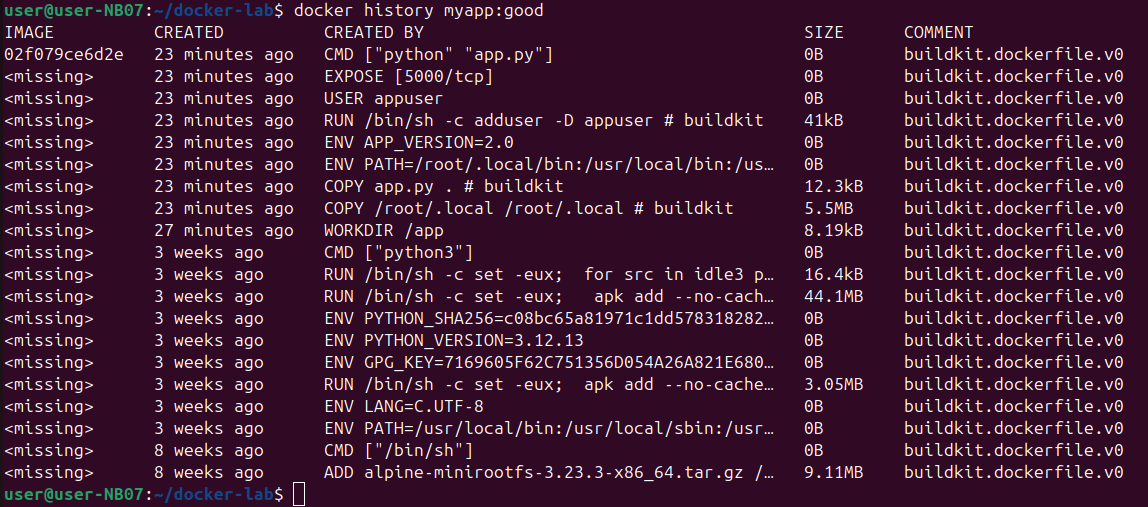 user@user-NB07:~/docker-lab$ docker history myapp:good
IMAGE CREATED CREATED BY SIZE COMMENT
02f079ce6d2e 23 minutes ago CMD ["python" "app.py"] 0B buildkit.dockerfile.v0
<missing> 23 minutes ago EXPOSE [5000/tcp] 0B buildkit.dockerfile.v0
<missing> 23 minutes ago USER appuser 0B buildkit.dockerfile.v0
<missing> 23 minutes ago RUN /bin/sh -c adduser -D appuser # buildkit 41kB buildkit.dockerfile.v0
<missing> 23 minutes ago ENV APP_VERSION=2.0 0B buildkit.dockerfile.v0
<missing> 23 minutes ago ENV PATH=/root/.local/bin:/usr/local/bin:/us… 0B buildkit.dockerfile.v0
<missing> 23 minutes ago COPY app.py . # buildkit 12.3kB buildkit.dockerfile.v0
<missing> 23 minutes ago COPY /root/.local /root/.local # buildkit 5.5MB buildkit.dockerfile.v0
<missing> 27 minutes ago WORKDIR /app 8.19kB buildkit.dockerfile.v0
<missing> 3 weeks ago CMD ["python3"] 0B buildkit.dockerfile.v0
<missing> 3 weeks ago RUN /bin/sh -c set -eux; for src in idle3 p… 16.4kB buildkit.dockerfile.v0
<missing> 3 weeks ago RUN /bin/sh -c set -eux; apk add --no-cach… 44.1MB buildkit.dockerfile.v0
<missing> 3 weeks ago ENV PYTHON_SHA256=c08bc65a81971c1dd578318282… 0B buildkit.dockerfile.v0
<missing> 3 weeks ago ENV PYTHON_VERSION=3.12.13 0B buildkit.dockerfile.v0
<missing> 3 weeks ago ENV GPG_KEY=7169605F62C751356D054A26A821E680… 0B buildkit.dockerfile.v0
<missing> 3 weeks ago RUN /bin/sh -c set -eux; apk add --no-cache… 3.05MB buildkit.dockerfile.v0
<missing> 3 weeks ago ENV LANG=C.UTF-8 0B buildkit.dockerfile.v0
<missing> 3 weeks ago ENV PATH=/usr/local/bin:/usr/local/sbin:/usr… 0B buildkit.dockerfile.v0
<missing> 8 weeks ago CMD ["/bin/sh"] 0B buildkit.dockerfile.v0
<missing> 8 weeks ago ADD alpine-minirootfs-3.23.3-x86_64.tar.gz /… 9.11MB buildkit.dockerfile.v0
user@user-NB07:~/docker-lab$